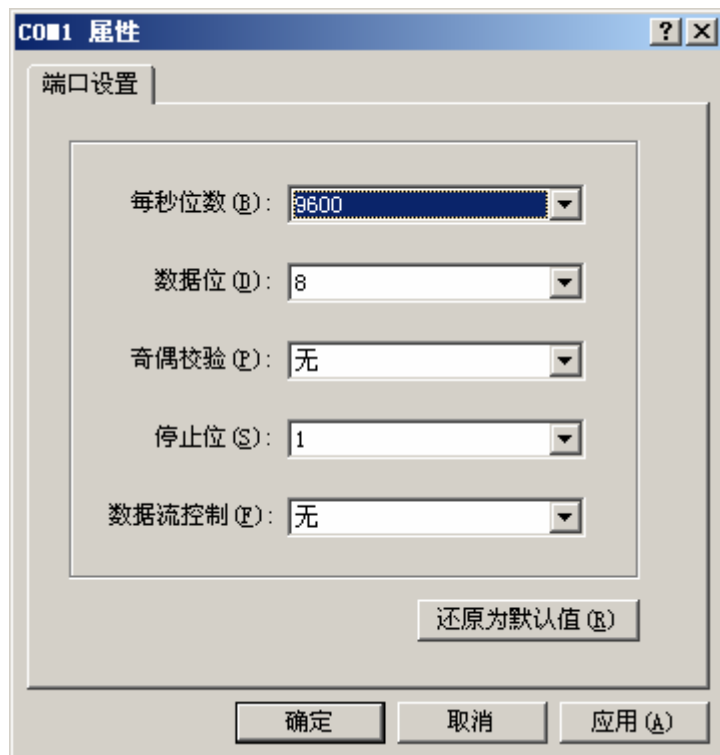 COM1 属性
端口设置
每秒位数(B): 9600
数据位(D): 8
奇偶校验(P): 无
停止位(S): 1
数据流控制(F): 无
还原为默认值(R)
确定 取消 应用(A)